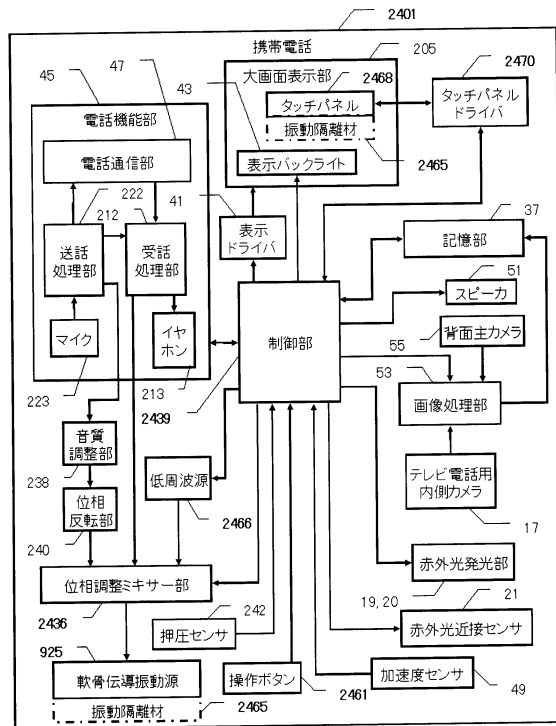 2401
携帯電話
205
47
45
43
大画面表示部
2468
2470
電話機能部
タッチパネル
タッチパネル
ドライバ
振動隔離材
電話通信部
表示バックライト
2465
222
212
41
37
送話
処理部
受話
処理部
表示
ドライバ
記憶部
51
スピーカ
制御部
背面主カメラ
マイク
イヤ
ホン
55
53
223
213
2439
画像処理部
音質
調整部
238
低周波源
テレビ電話用
内側カメラ
位相
反転部
2466
17
240
赤外光発光部
位相調整ミキサー部
242
19, 20
21
2436
押圧センサ
赤外光近接センサ
925
軟骨伝導振動源
操作ボタン
加速度センサ
振動隔離材
2465
2461
49